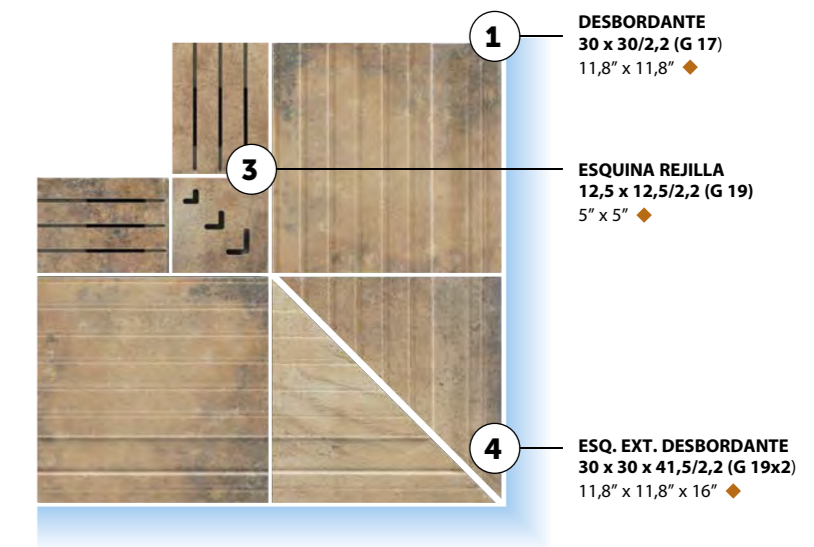 1
DESBORDANTE
30 x 30/2,2 (G 17)
11,8” x 11,8”
3
ESQUINA REJILLA
12,5 x 12,5/2,2 (G 19)
5” x 5”
4
ESQ. EXT. DESBORDANTE
30 x 30 x 41,5/2,2 (G 19x2)
11,8” x 11,8” x 16”